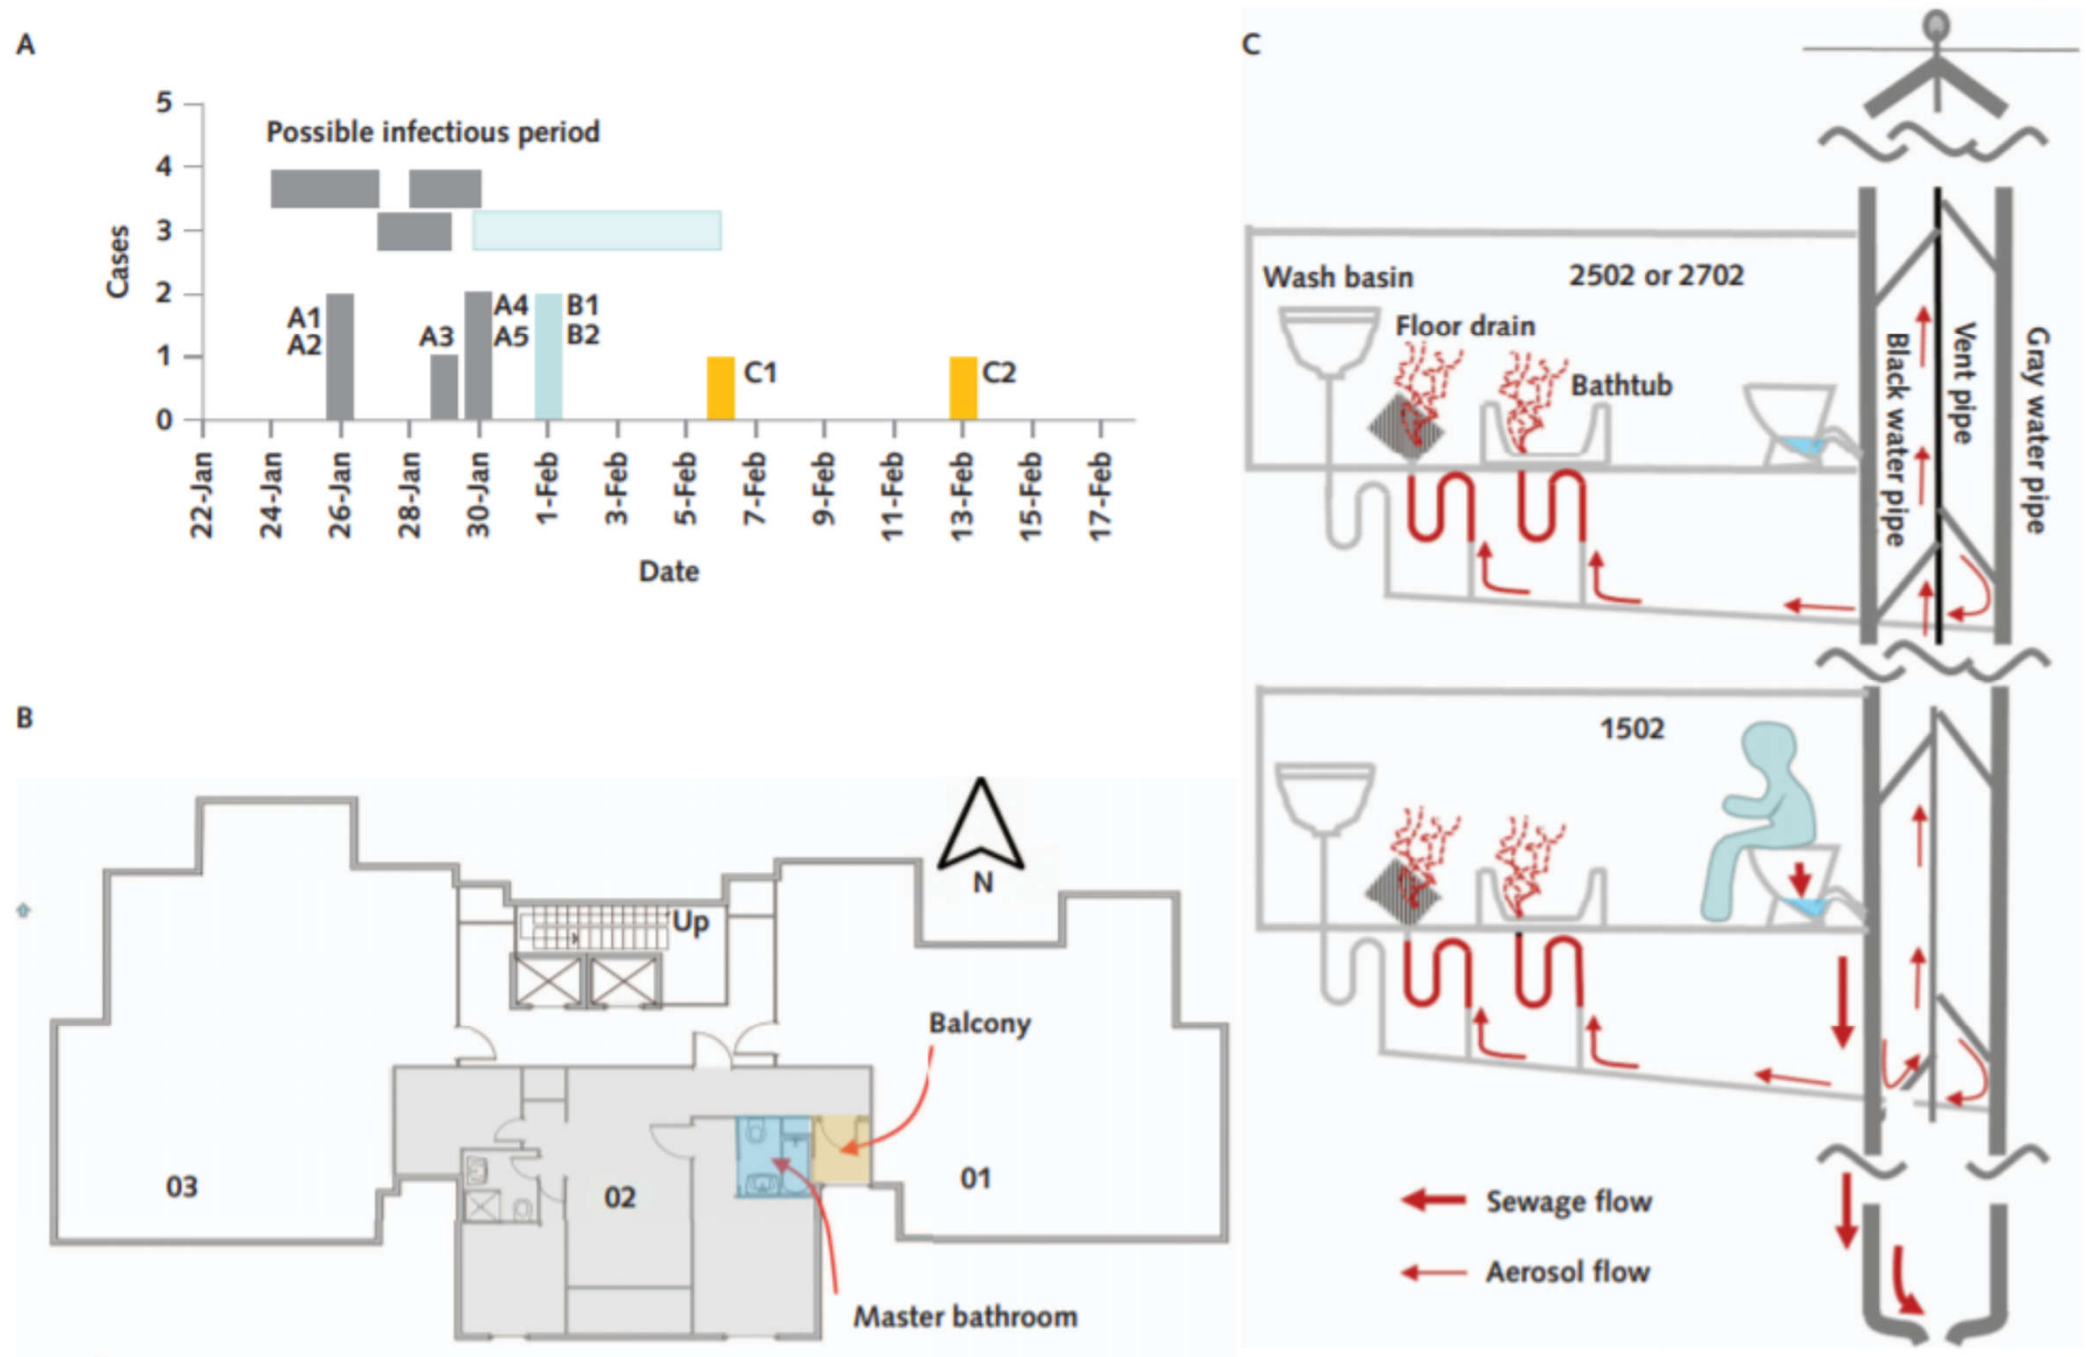 A
5
Possible infectious period
4
3
Cases
2
A1
A2
A3
A4
A5
B1
B2
1
C1
C2
0
22-Jan
24-Jan
26-Jan
28-Jan
30-Jan
1-Feb
3-Feb
5-Feb
7-Feb
9-Feb
11-Feb
13-Feb
15-Feb
17-Feb
Date
B
N
Up
Balcony
03
02
01
Master bathroom
C
Wash basin
2502 or 2702
Floor drain
Bathtub
Black water pipe
Vent pipe
Gray water pipe
1502
Sewage flow
Aerosol flow